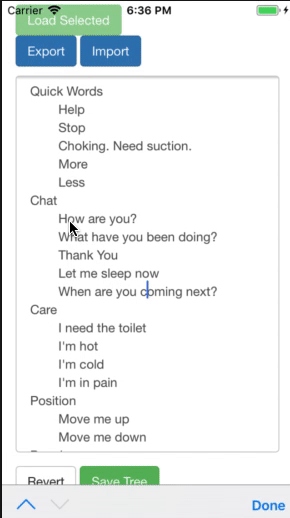 Carrier 6:36 PM
Load Selected
Export Import
Quick Words
Help
Stop
Choking. Need suction.
More
Less
Chat
How are you?
What have you been doing?
Thank You
Let me sleep now
When are you coming next?
Care
I need the toilet
I'm hot
I'm cold
I'm in pain
Position
Move me up
Move me down
Revert Save Tree
Done